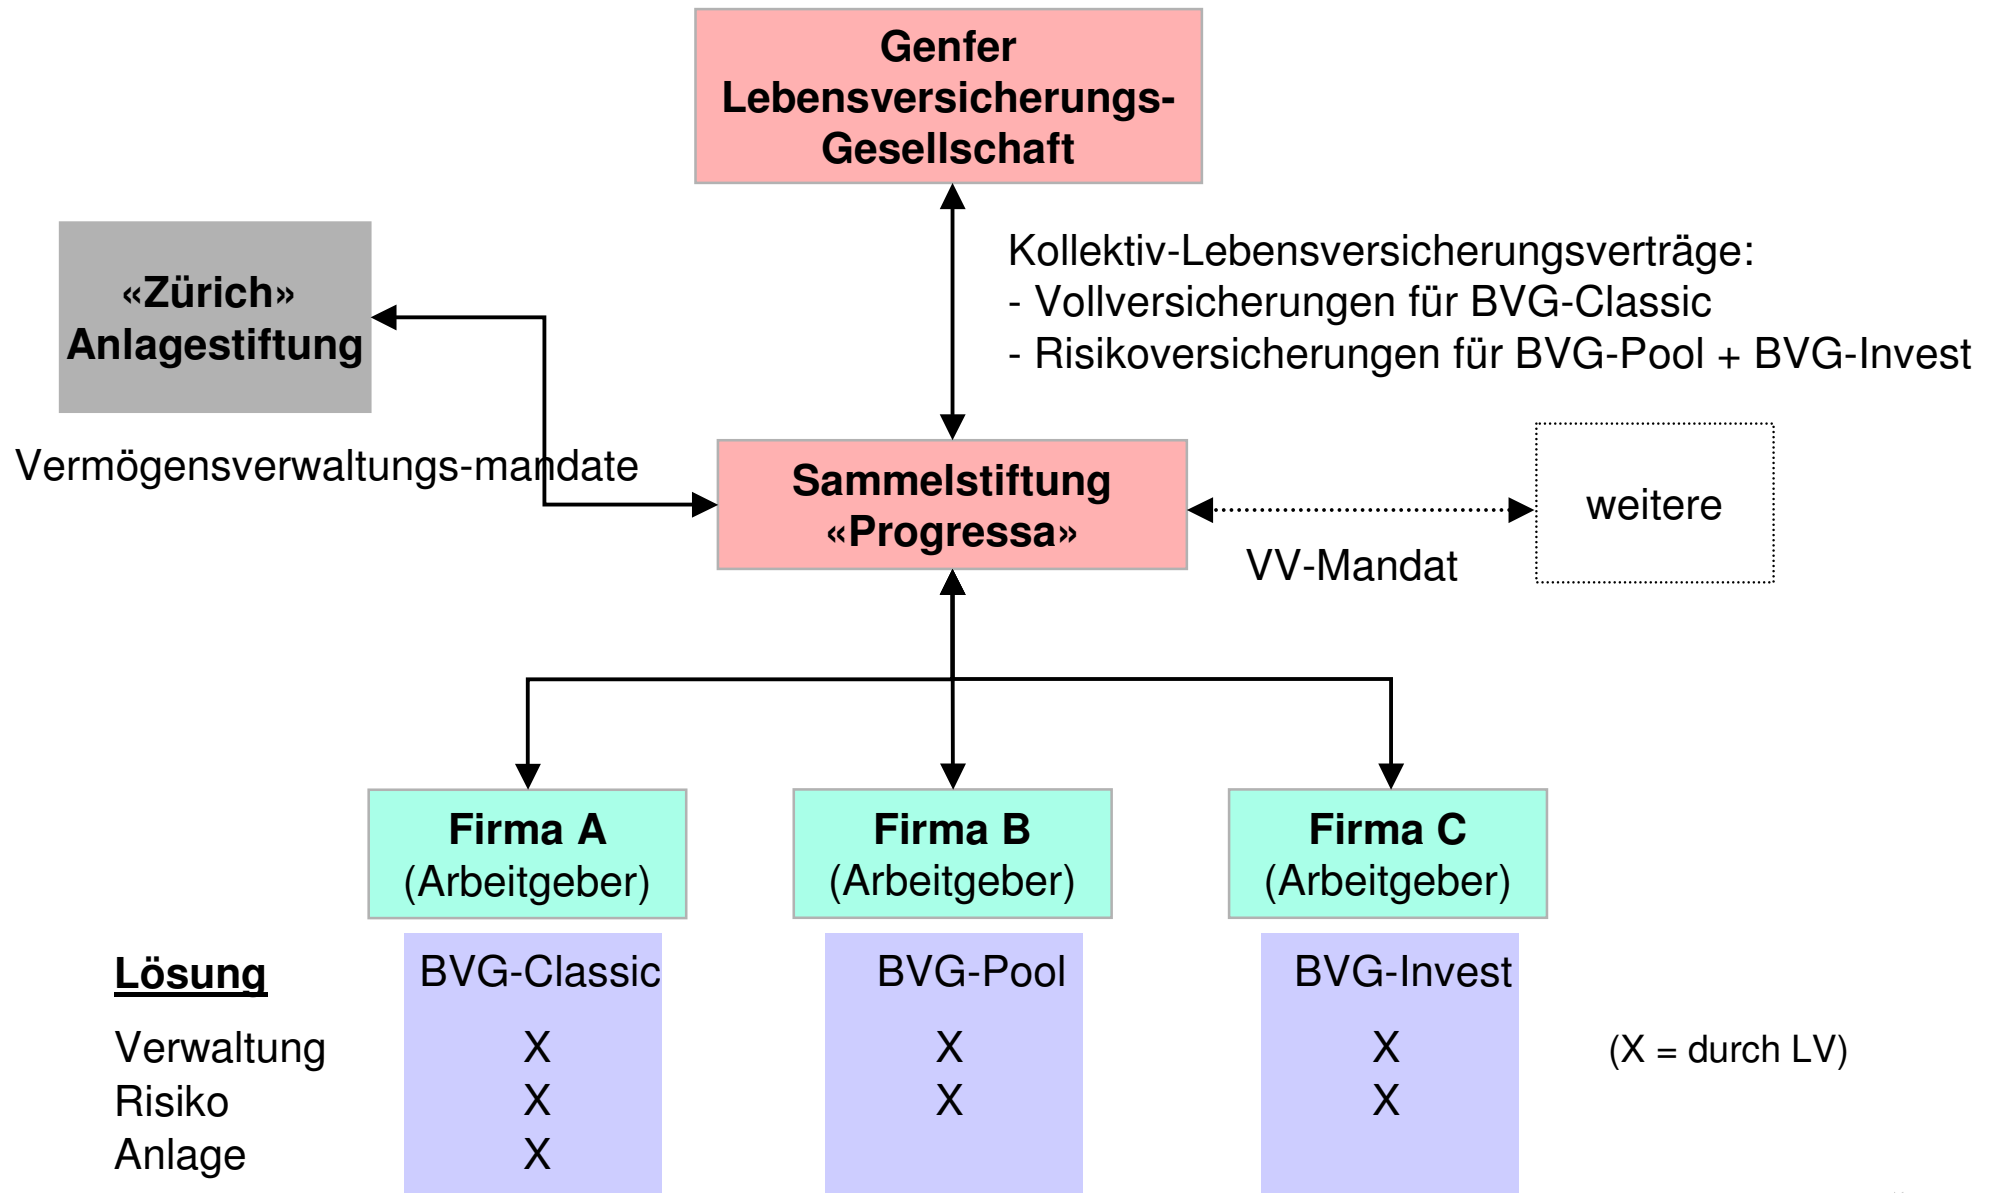 Genfer
Lebensversicherungs-
Gesellschaft
«Zürich»
Anlagestiftung
Kollektiv-Lebensversicherungsverträge:
- Vollversicherungen für BVG-Classic
- Risikoversicherungen für BVG-Pool + BVG-Invest
Vermögensverwaltungs-mandate
Sammelstiftung
«Progressa»
weitere
VV-Mandat
Firma A
(Arbeitgeber)
Firma B
(Arbeitgeber)
Firma C
(Arbeitgeber)
Lösung BVG-Classic BVG-Pool BVG-Invest
Verwaltung X X X (X = durch LV)
Risiko X X X
Anlage X